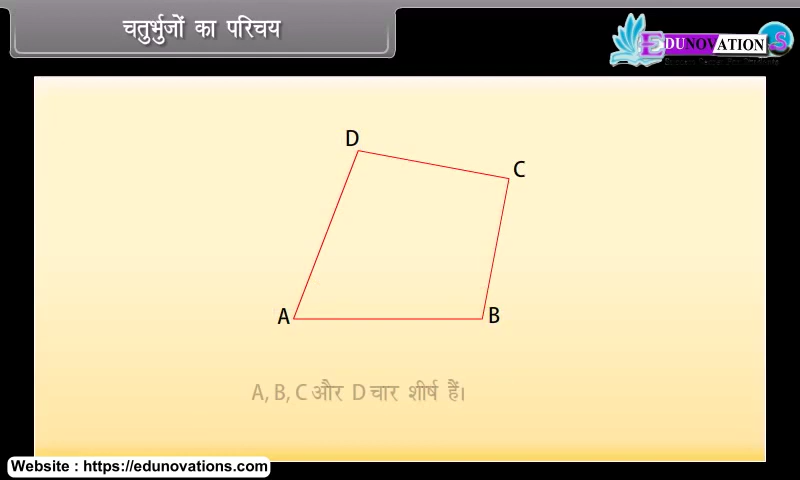 चतुर्भुजों का परिचय
EDUNOVATIONS
D
C
A
B
A, B, C और D चार शीर्ष हैं।
Website : https://edunovations.com